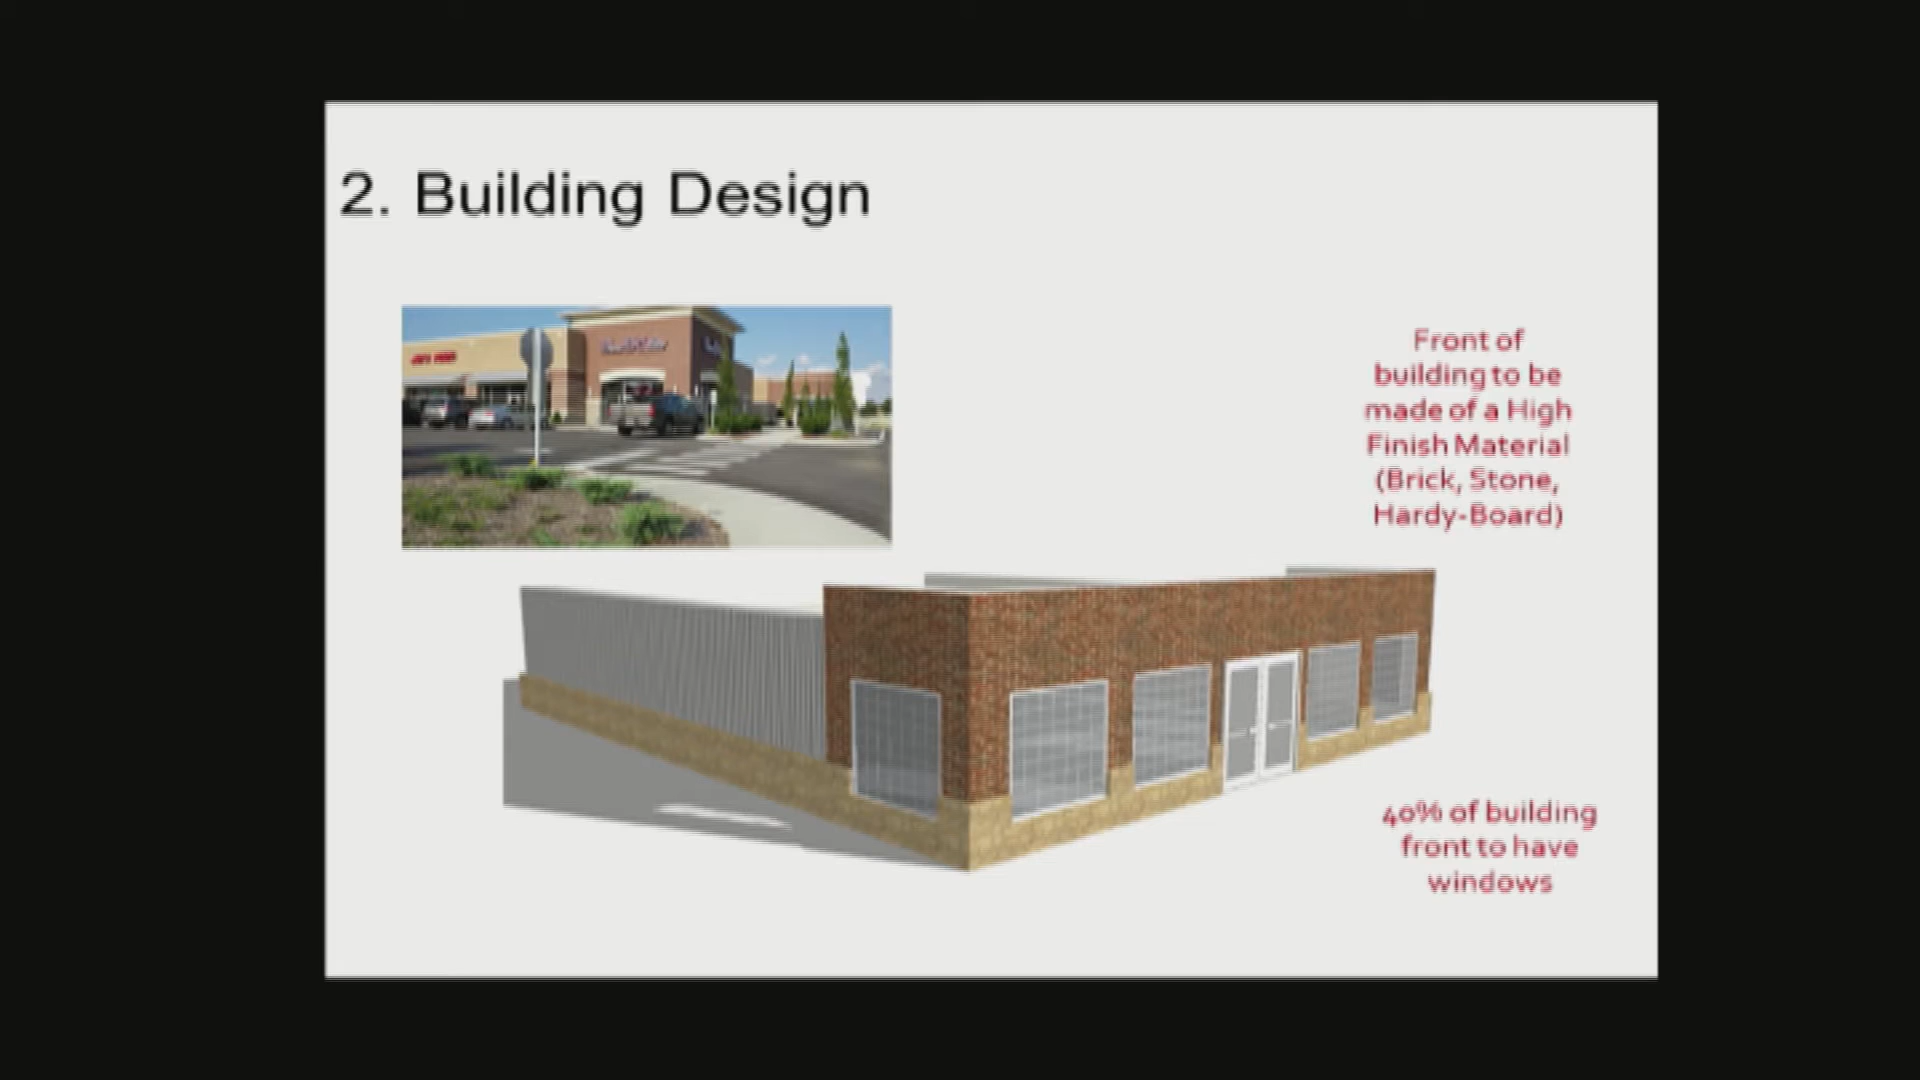 2. Building Design
Front of
building to be
made of a High
Finish Material
(Brick, Stone,
Hardy-Board)
40% of building
front to have
windows